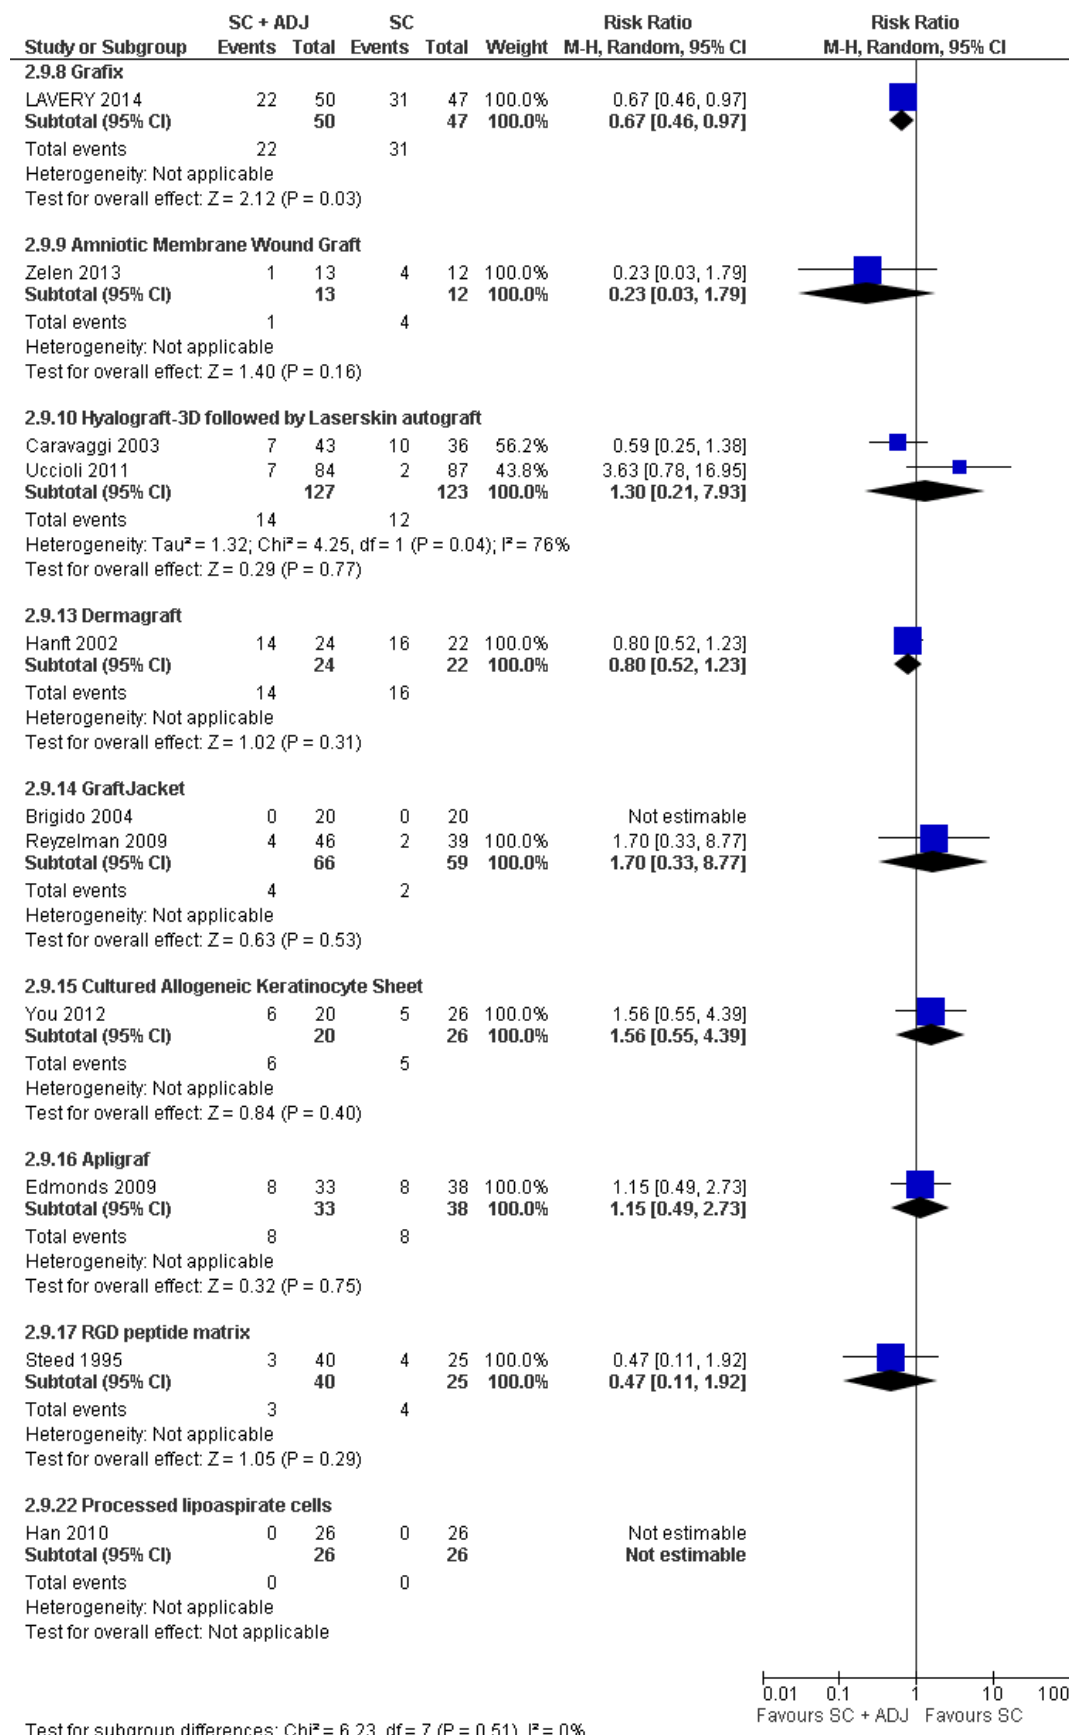 SC + ADJ SC Risk Ratio Risk Ratio
Study or Subgroup Events Total Events Total Weight M-H, Random, 95% CI M-H, Random, 95% CI
2.9.8 Grafix
LAVERY 2014 22 50 31 47 100.0% 0.67 [0.46, 0.97]
Subtotal (95% CI) 50 47 100.0% 0.67 [0.46, 0.97]
Total events 22 31
Heterogeneity: Not applicable
Test for overall effect: Z = 2.12 (P = 0.03)
2.9.9 Amniotic Membrane Wound Graft
Zelen 2013 1 13 4 12 100.0% 0.23 [0.03, 1.79]
Subtotal (95% CI) 13 12 100.0% 0.23 [0.03, 1.79]
Total events 1 4
Heterogeneity: Not applicable
Test for overall effect: Z = 1.40 (P = 0.16)
2.9.10 Hyalograft-3D followed by Laserskin autograft
Caravaggi 2003 7 43 10 36 56.2% 0.59 [0.25, 1.38]
Uccioli 2011 7 84 2 87 43.8% 3.63 [0.78, 16.95]
Subtotal (95% CI) 127 123 100.0% 1.30 [0.21, 7.93]
Total events 14 12
Heterogeneity: Tau² = 1.32; Chi² = 4.25, df = 1 (P = 0.04); I² = 76%
Test for overall effect: Z = 0.29 (P = 0.77)
2.9.13 Dermagraft
Hanft 2002 14 24 16 22 100.0% 0.80 [0.52, 1.23]
Subtotal (95% CI) 24 22 100.0% 0.80 [0.52, 1.23]
Total events 14 16
Heterogeneity: Not applicable
Test for overall effect: Z = 1.02 (P = 0.31)
2.9.14 GraftJacket
Brigido 2004 0 20 0 20 Not estimable
Reyzelman 2009 4 46 2 39 100.0% 1.70 [0.33, 8.77]
Subtotal (95% CI) 66 59 100.0% 1.70 [0.33, 8.77]
Total events 4 2
Heterogeneity: Not applicable
Test for overall effect: Z = 0.63 (P = 0.53)
2.9.15 Cultured Allogeneic Keratinocyte Sheet
You 2012 6 20 5 26 100.0% 1.56 [0.55, 4.39]
Subtotal (95% CI) 20 26 100.0% 1.56 [0.55, 4.39]
Total events 6 5
Heterogeneity: Not applicable
Test for overall effect: Z = 0.84 (P = 0.40)
2.9.16 Apligraf
Edmonds 2009 8 33 8 38 100.0% 1.15 [0.49, 2.73]
Subtotal (95% CI) 33 38 100.0% 1.15 [0.49, 2.73]
Total events 8 8
Heterogeneity: Not applicable
Test for overall effect: Z = 0.32 (P = 0.75)
2.9.17 RGD peptide matrix
Steed 1995 3 40 4 25 100.0% 0.47 [0.11, 1.92]
Subtotal (95% CI) 40 25 100.0% 0.47 [0.11, 1.92]
Total events 3 4
Heterogeneity: Not applicable
Test for overall effect: Z = 1.05 (P = 0.29)
2.9.22 Processed lipoaspirate cells
Han 2010 0 26 0 26 Not estimable
Subtotal (95% CI) 26 26 Not estimable
Total events 0 0
Heterogeneity: Not applicable
Test for overall effect: Not applicable
0.01 0.1 1 10 100
Favours SC + ADJ Favours SC
Test for subgroup differences: Chi² = 6.23, df = 7 (P = 0.51), I² = 0%